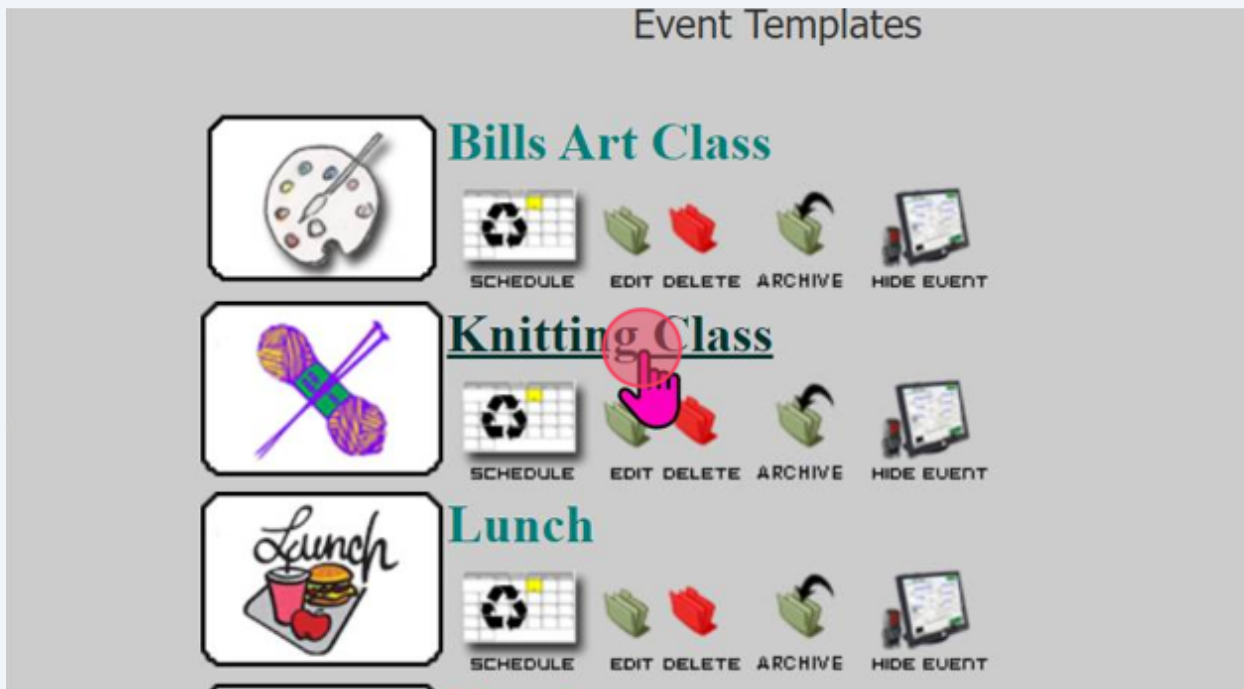 Event Templates
Bills Art Class
SCHEDULE EDIT DELETE ARCHIVE HIDE EVENT
Knitting Class
SCHEDULE EDIT DELETE ARCHIVE HIDE EVENT
Lunch
Lunch
SCHEDULE EDIT DELETE ARCHIVE HIDE EVENT